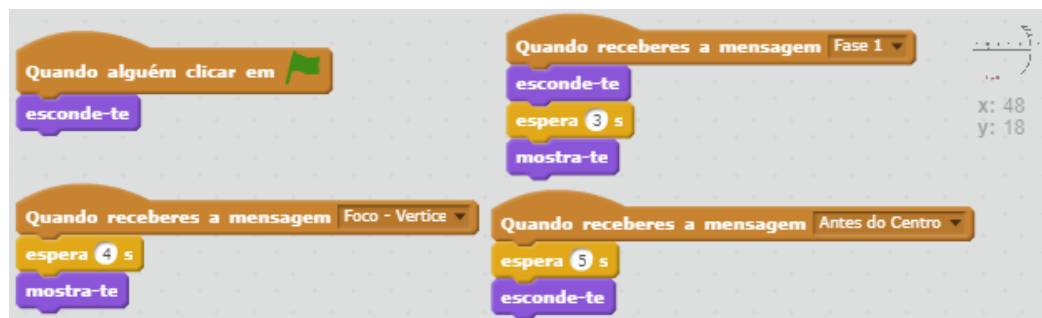 Quando alguém clicar em
esconde-te
Quando receberes a mensagem Fase 1
esconde-te
espera 3 s
mostra-te
x: 48
y: 18
Quando receberes a mensagem Foco - Vertice
espera 4 s
mostra-te
Quando receberes a mensagem Antes do Centro
espera 5 s
esconde-te